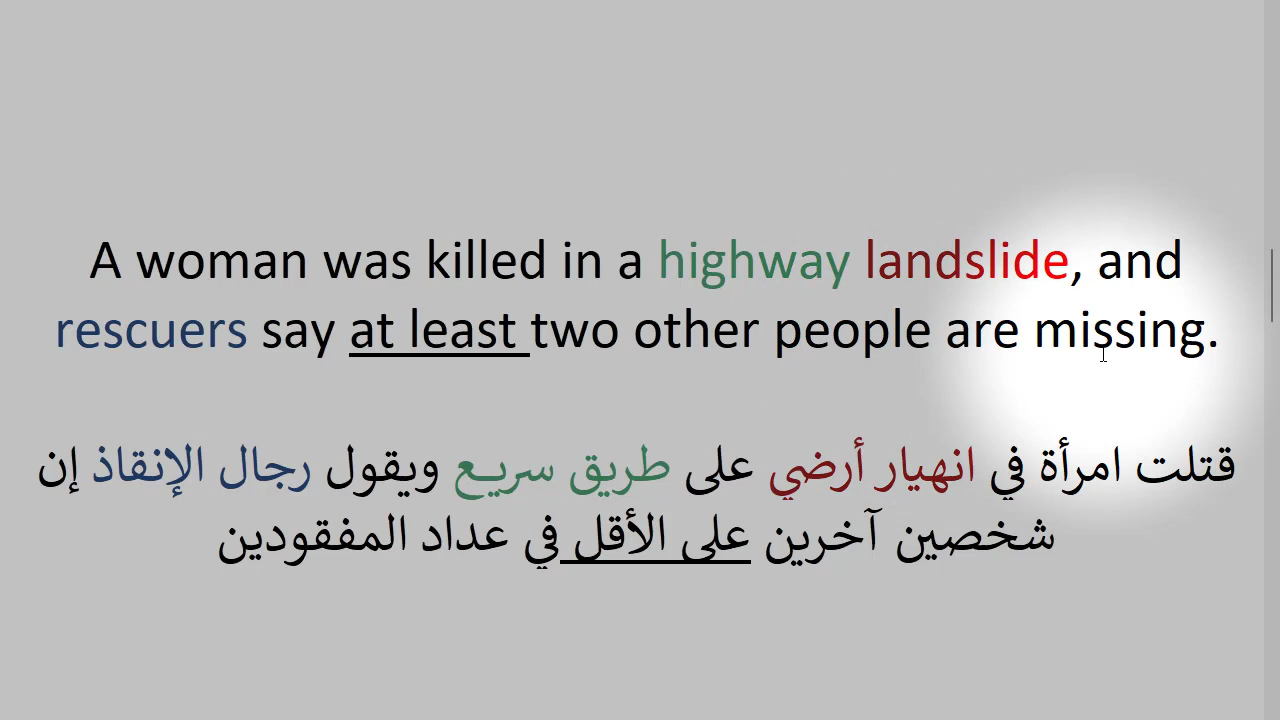 A woman was killed in a highway landslide, and
rescuers say at least two other people are missing.
قتلت امرأة في انهيار أرضي على طريق سريع ويقول رجال الإنقاذ إن
شخصين آخرين على الأقل في عداد المفقودين